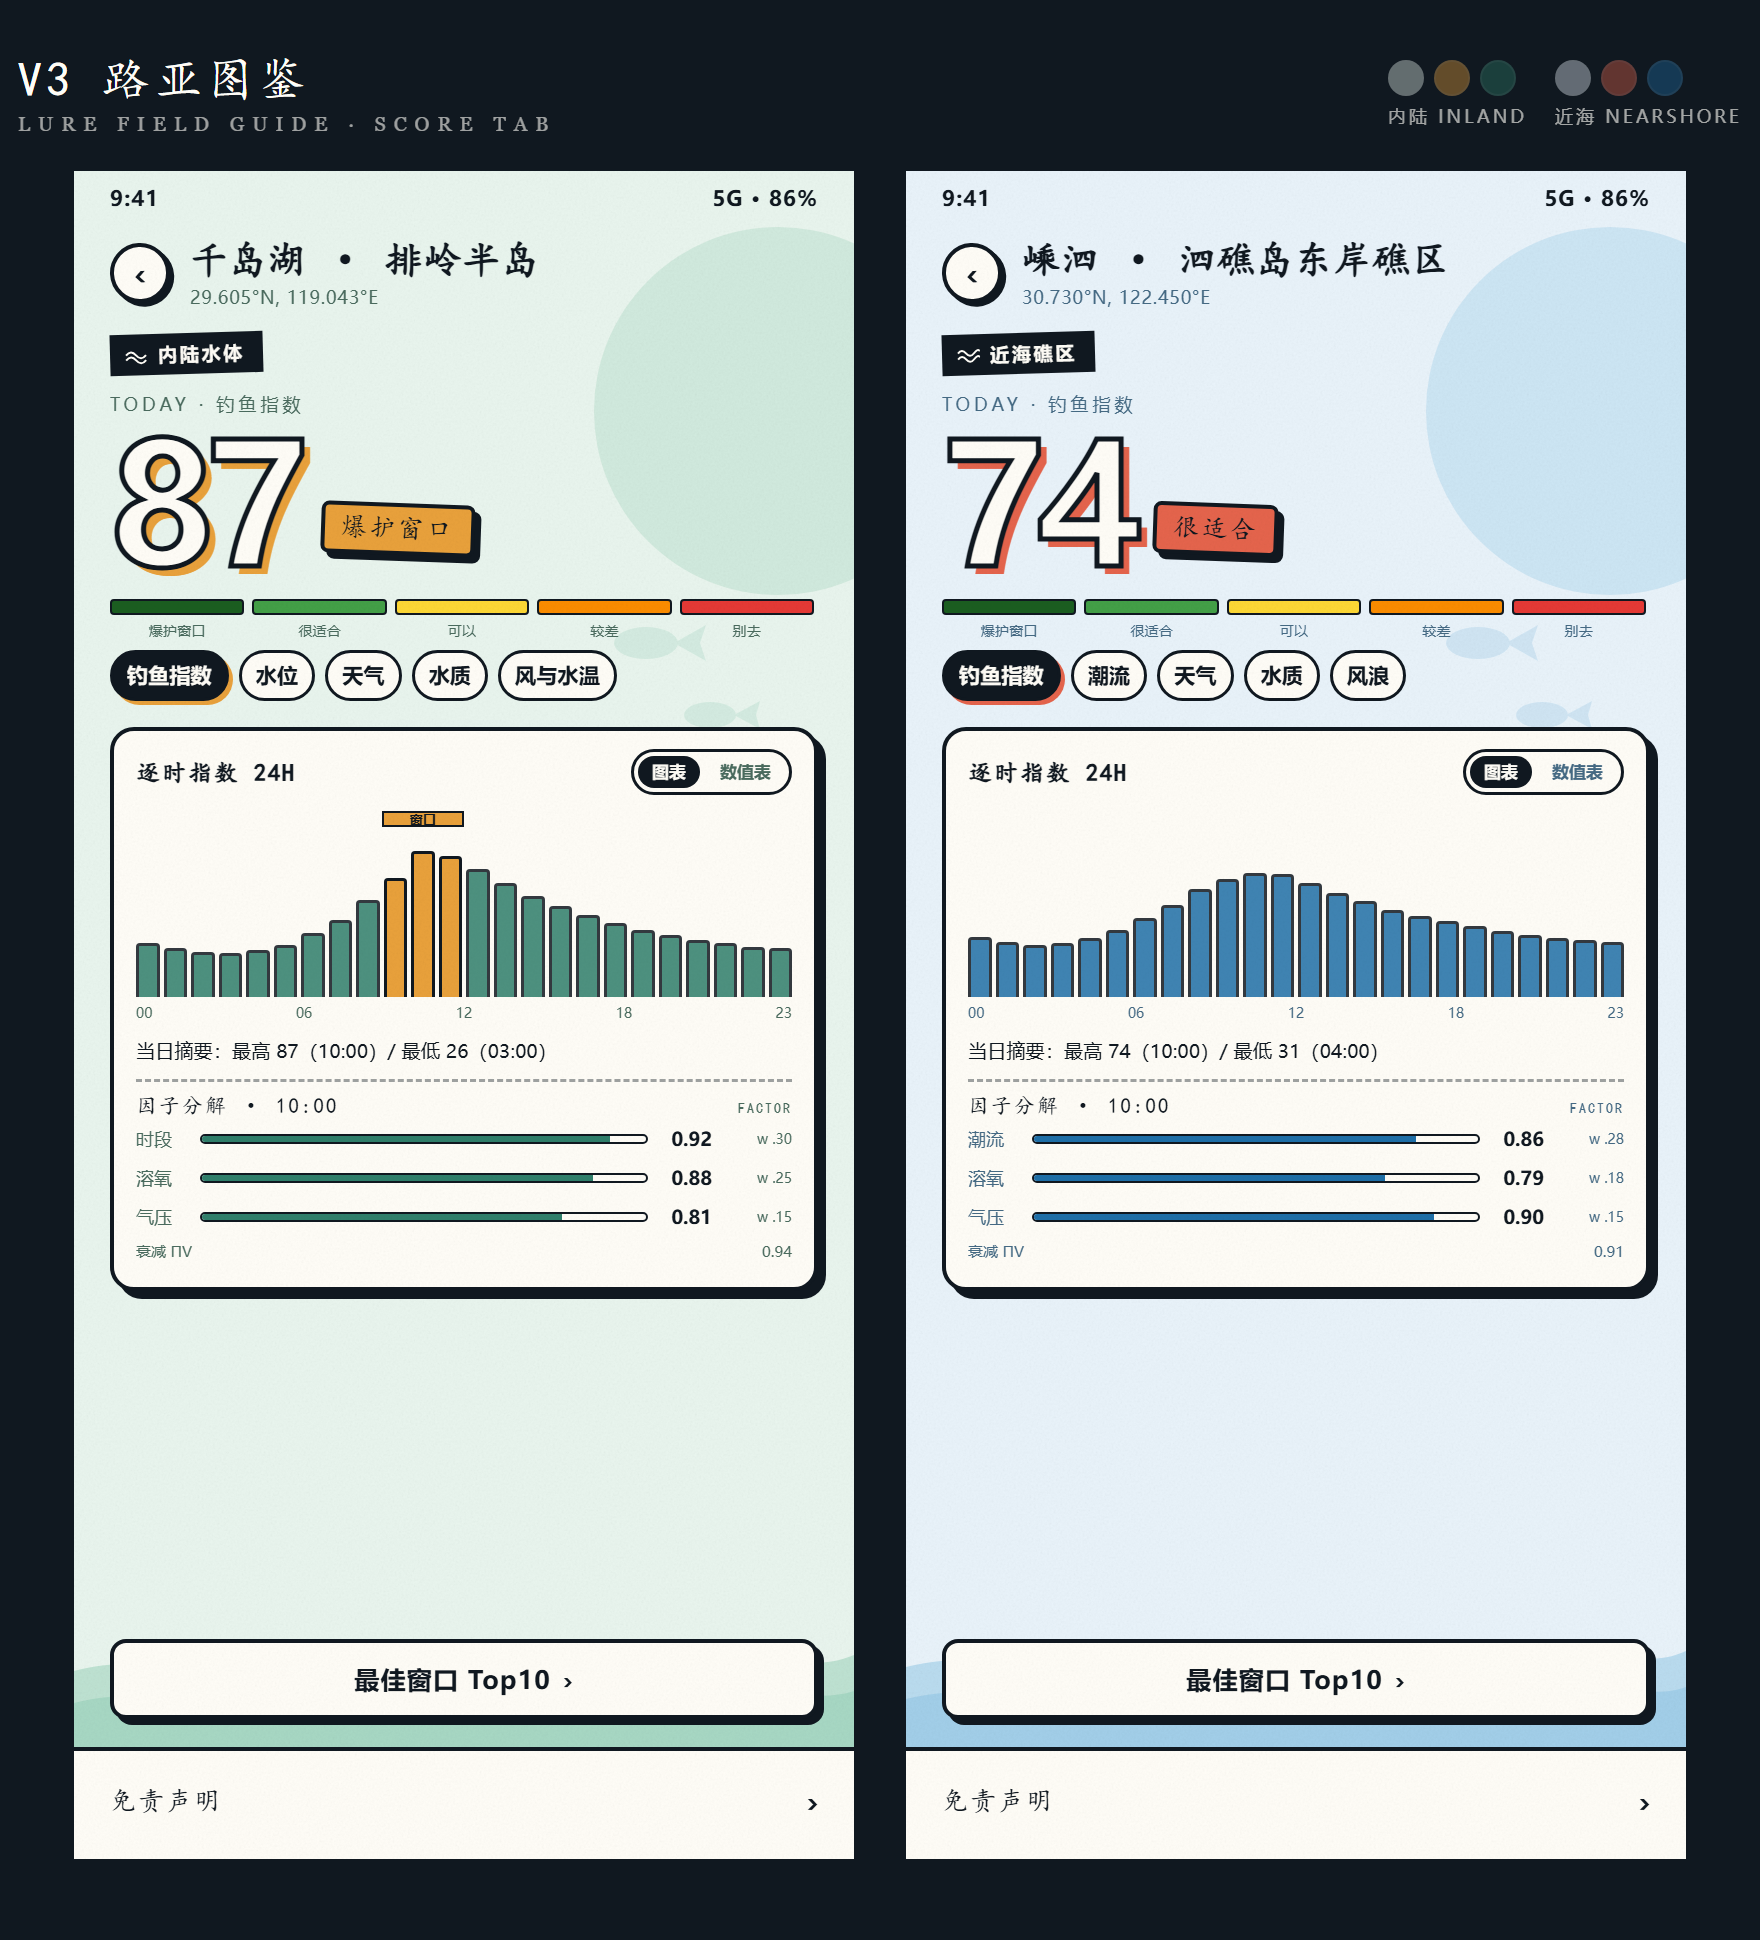 V3 路亚图鉴
LURE FIELD GUIDE · SCORE TAB
内陆 INLAND
近海 NEARSHORE
9:41
5G • 86%
‹
千岛湖 • 排岭半岛
29.605°N, 119.043°E
内陆水体
TODAY · 钓鱼指数
87
爆护窗口
爆护窗口 很适合 可以 较差 别去
钓鱼指数 水位 天气 水质 风与水温
逐时指数 24H
图表 数值表
窗口
00 06 12 18 23
当日摘要：最高 87（10:00）/ 最低 26（03:00）
因子分解 • 10:00 FACTOR
时段 0.92 w .30
溶氧 0.88 w .25
气压 0.81 w .15
衰减 ΠV 0.94
最佳窗口 Top10 ›
免责声明 ›
9:41
5G • 86%
‹
嵊泗 • 泗礁岛东岸礁区
30.730°N, 122.450°E
近海礁区
TODAY · 钓鱼指数
74
很适合
爆护窗口 很适合 可以 较差 别去
钓鱼指数 潮流 天气 水质 风浪
逐时指数 24H
图表 数值表
00 06 12 18 23
当日摘要：最高 74（10:00）/ 最低 31（04:00）
因子分解 • 10:00 FACTOR
潮流 0.86 w .28
溶氧 0.79 w .18
气压 0.90 w .15
衰减 ΠV 0.91
最佳窗口 Top10 ›
免责声明 ›